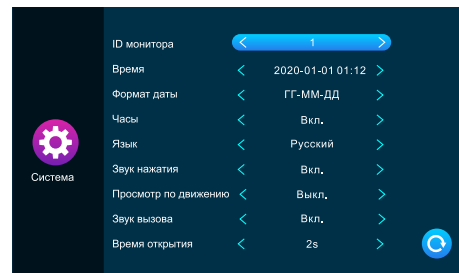 ID монитора 1
Время 2020-01-01 01:12
Формат даты ГГ-ММ-ДД
Часы Вкл.
Язык Русский
Звук нажатия Вкл.
Система
Просмотр по движению Выкл.
Звук вызова Вкл.
Время открытия 2s